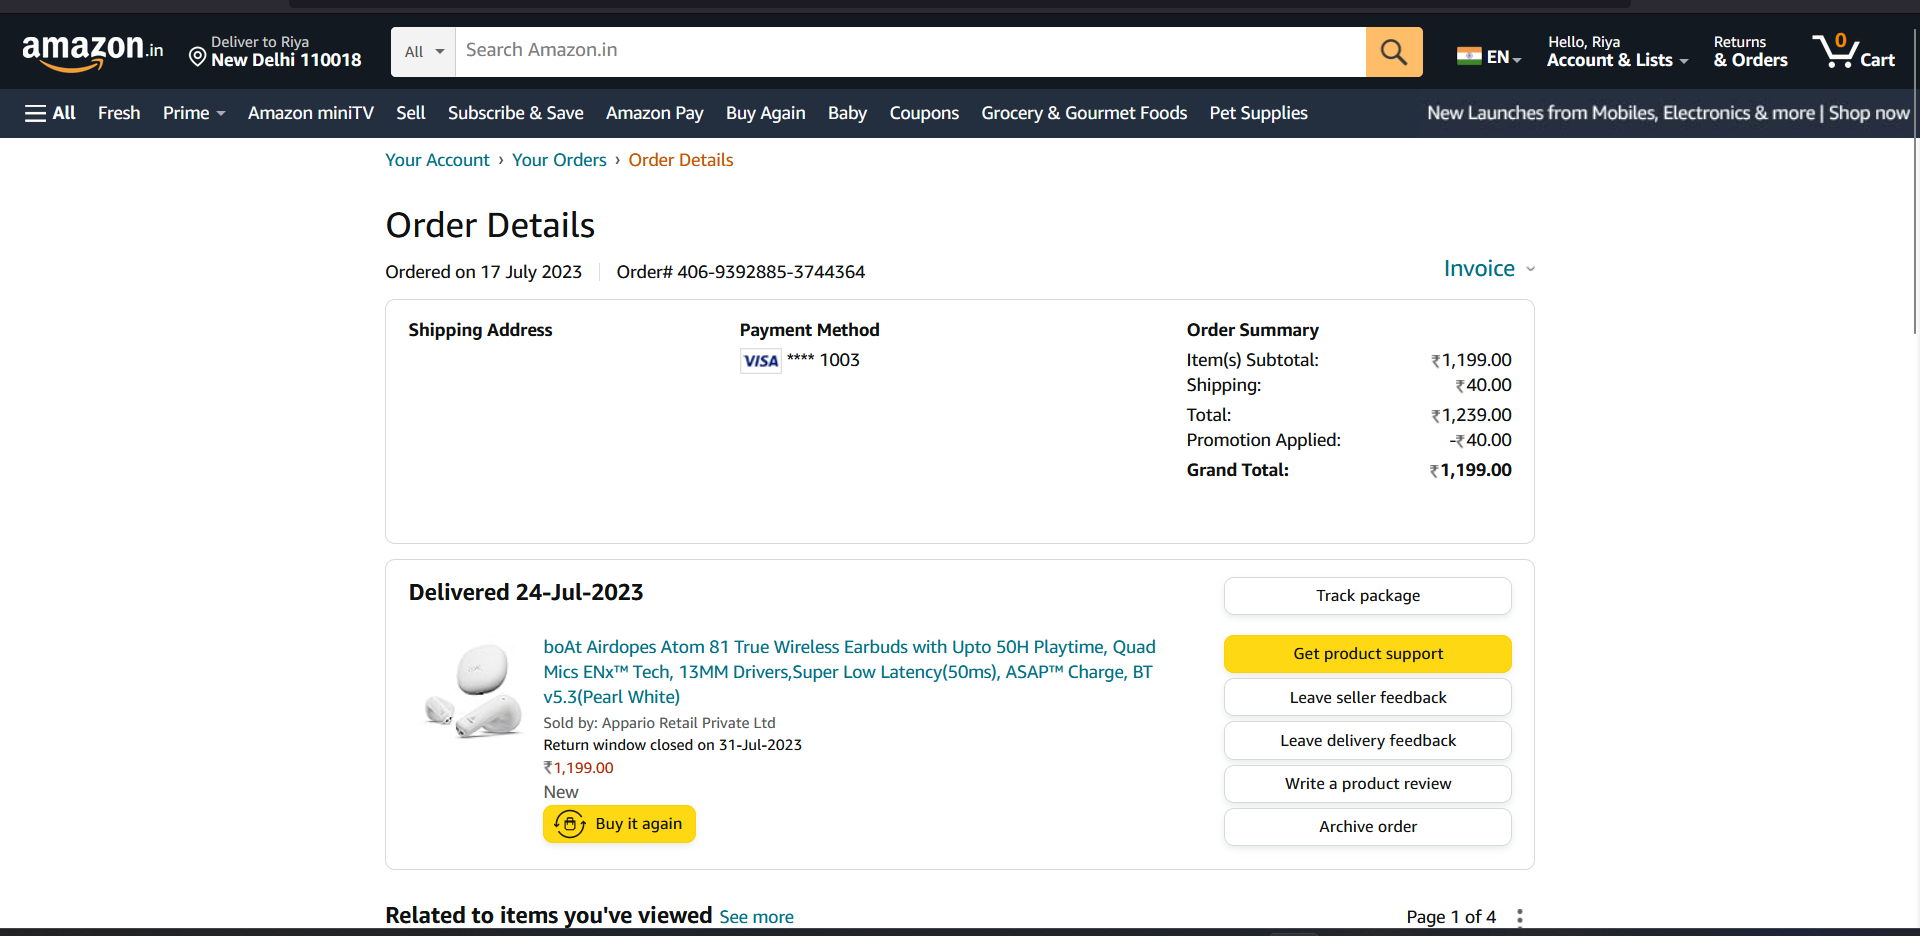 amazon.in
Deliver to Riya
New Delhi 110018
All
Search Amazon.in
EN
Hello, Riya
Account & Lists
Returns
& Orders
0
Cart
All Fresh Prime Amazon miniTV Sell Subscribe & Save Amazon Pay Buy Again Baby Coupons Grocery & Gourmet Foods Pet Supplies
New Launches from Mobiles, Electronics & more | Shop now
Your Account › Your Orders › Order Details
Order Details
Ordered on 17 July 2023 Order# 406-9392885-3744364
Invoice
Shipping Address
Payment Method
VISA **** 1003
Order Summary
Item(s) Subtotal: ₹1,199.00
Shipping: ₹40.00
Total: ₹1,239.00
Promotion Applied: -₹40.00
Grand Total: ₹1,199.00
Delivered 24-Jul-2023
boAt Airdopes Atom 81 True Wireless Earbuds with Upto 50H Playtime, Quad
Mics ENx™ Tech, 13MM Drivers,Super Low Latency(50ms), ASAP™ Charge, BT
v5.3(Pearl White)
Sold by: Appario Retail Private Ltd
Return window closed on 31-Jul-2023
₹1,199.00
New
Buy it again
Track package
Get product support
Leave seller feedback
Leave delivery feedback
Write a product review
Archive order
Related to items you've viewed See more
Page 1 of 4